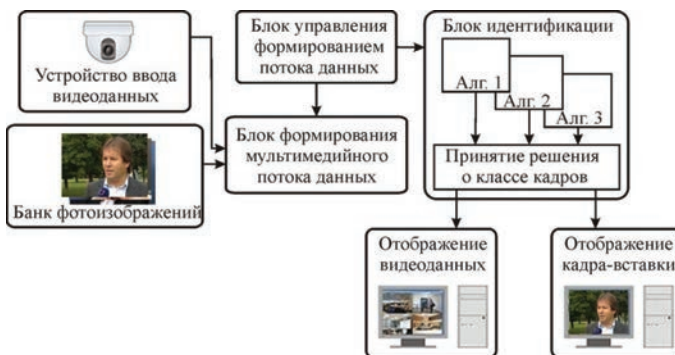 Устройство ввода
видеоданных
Банк фотоизображений
Блок управления
формированием
потока данных
Блок формирования
мультимедийного
потока данных
Блок идентификации
Алг. 1
Алг. 2
Алг. 3
Принятие решения
о классе кадров
Отображение
видеоданных
Отображение
кадра-вставки